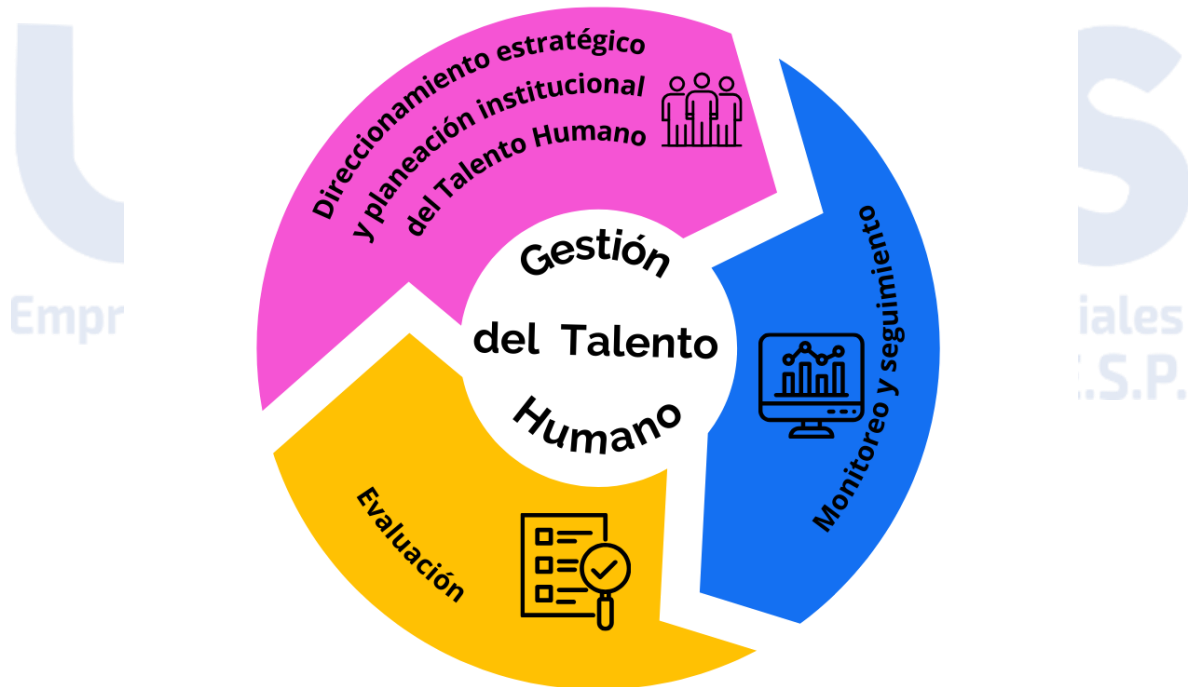 Direccionamiento estratégico
y planeación institucional
del Talento Humano
Gestión
del Talento
Humano
Monitoreo y seguimiento
Evaluación
Empr
iales
.S.P.